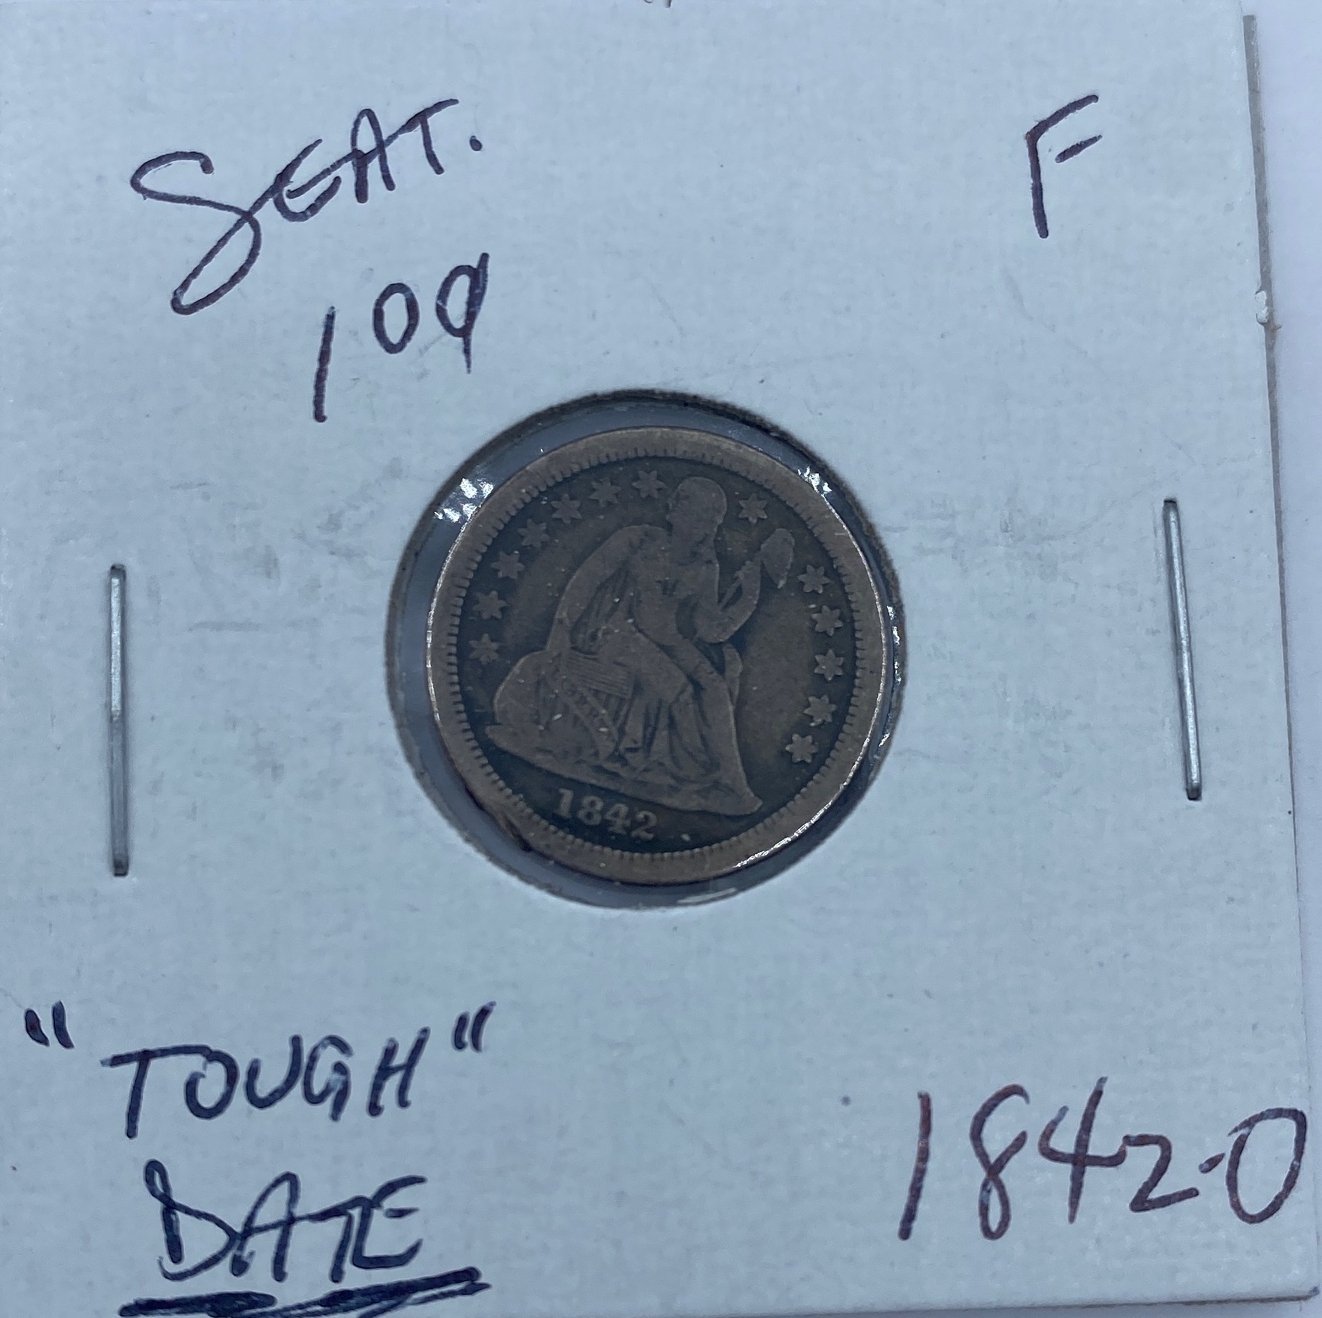 SEAT.
10¢
F
1842
"TOUGH"
DATE
1842-O